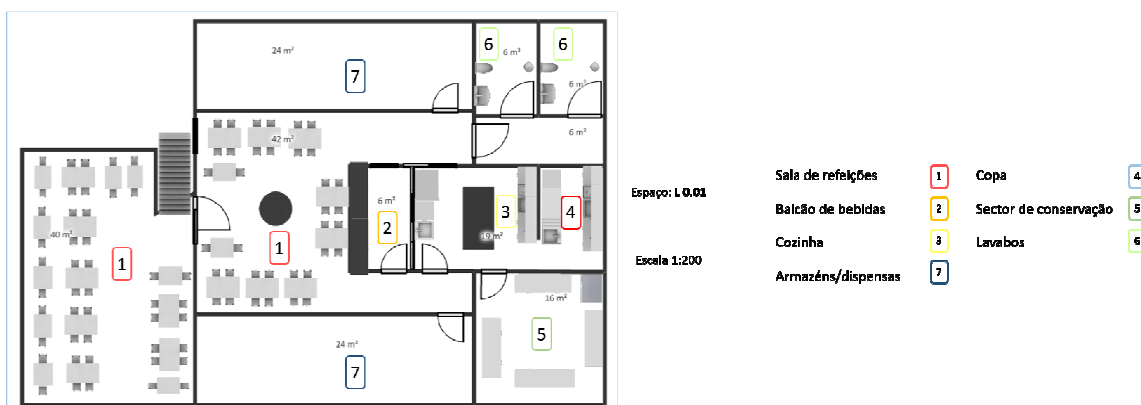 24 m²
7
6
6 m²
6
6 m²
42 m²
6 m²
40 m²
1
1
6 m²
2
3
19 m²
4
16 m²
5
24 m²
7
Espaço: L 0.01
Escala 1:200
Sala de refeições 1 Copa 4
Balcão de bebidas 2 Sector de conservação 5
Cozinha 3 Lavabos 6
Armazéns/dispensas 7